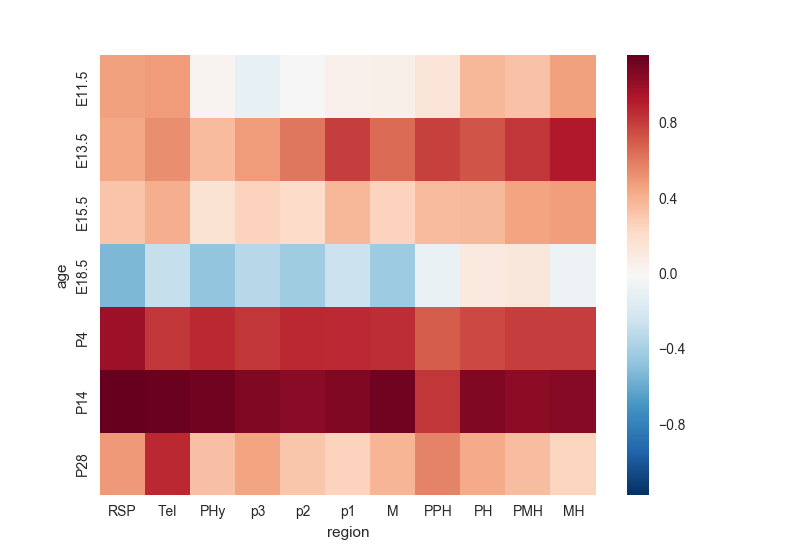 E11.5
E13.5
E15.5
E18.5
P4
P14
P28
age
RSP Tel PHy p3 p2 p1 M PPH PH PMH MH
region
0.8
0.4
0.0
−0.4
−0.8